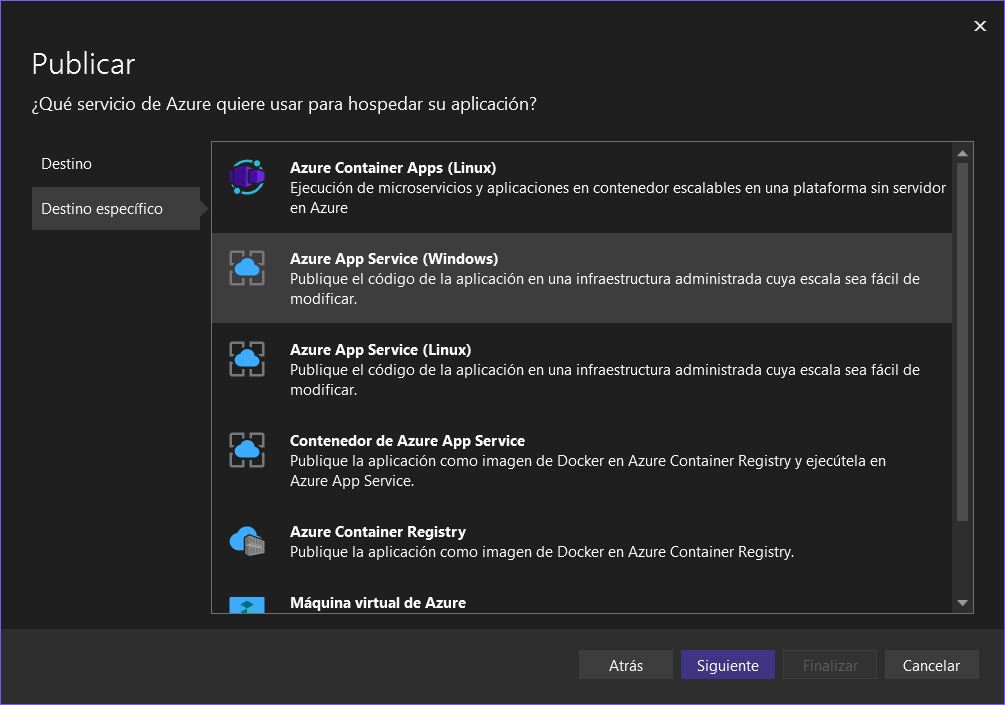 Publicar
¿Qué servicio de Azure quiere usar para hospedar su aplicación?
Destino
Destino específico
Azure Container Apps (Linux)
Ejecución de microservicios y aplicaciones en contenedor escalables en una plataforma sin servidor
en Azure
Azure App Service (Windows)
Publique el código de la aplicación en una infraestructura administrada cuya escala sea fácil de
modificar.
Azure App Service (Linux)
Publique el código de la aplicación en una infraestructura administrada cuya escala sea fácil de
modificar.
Contenedor de Azure App Service
Publique la aplicación como imagen de Docker en Azure Container Registry y ejecútela en
Azure App Service.
Azure Container Registry
Publique la aplicación como imagen de Docker en Azure Container Registry.
Máquina virtual de Azure
Atrás
Siguiente
Finalizar
Cancelar